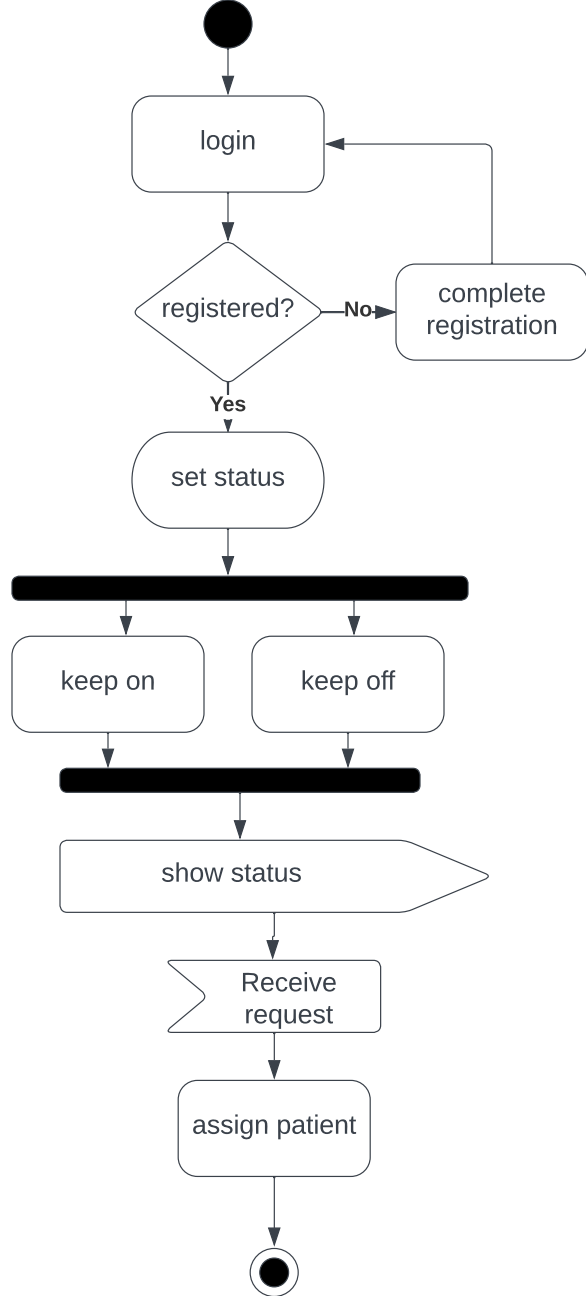 login
registered?
No
complete
registration
Yes
set status
keep on
keep off
show status
Receive
request
assign patient